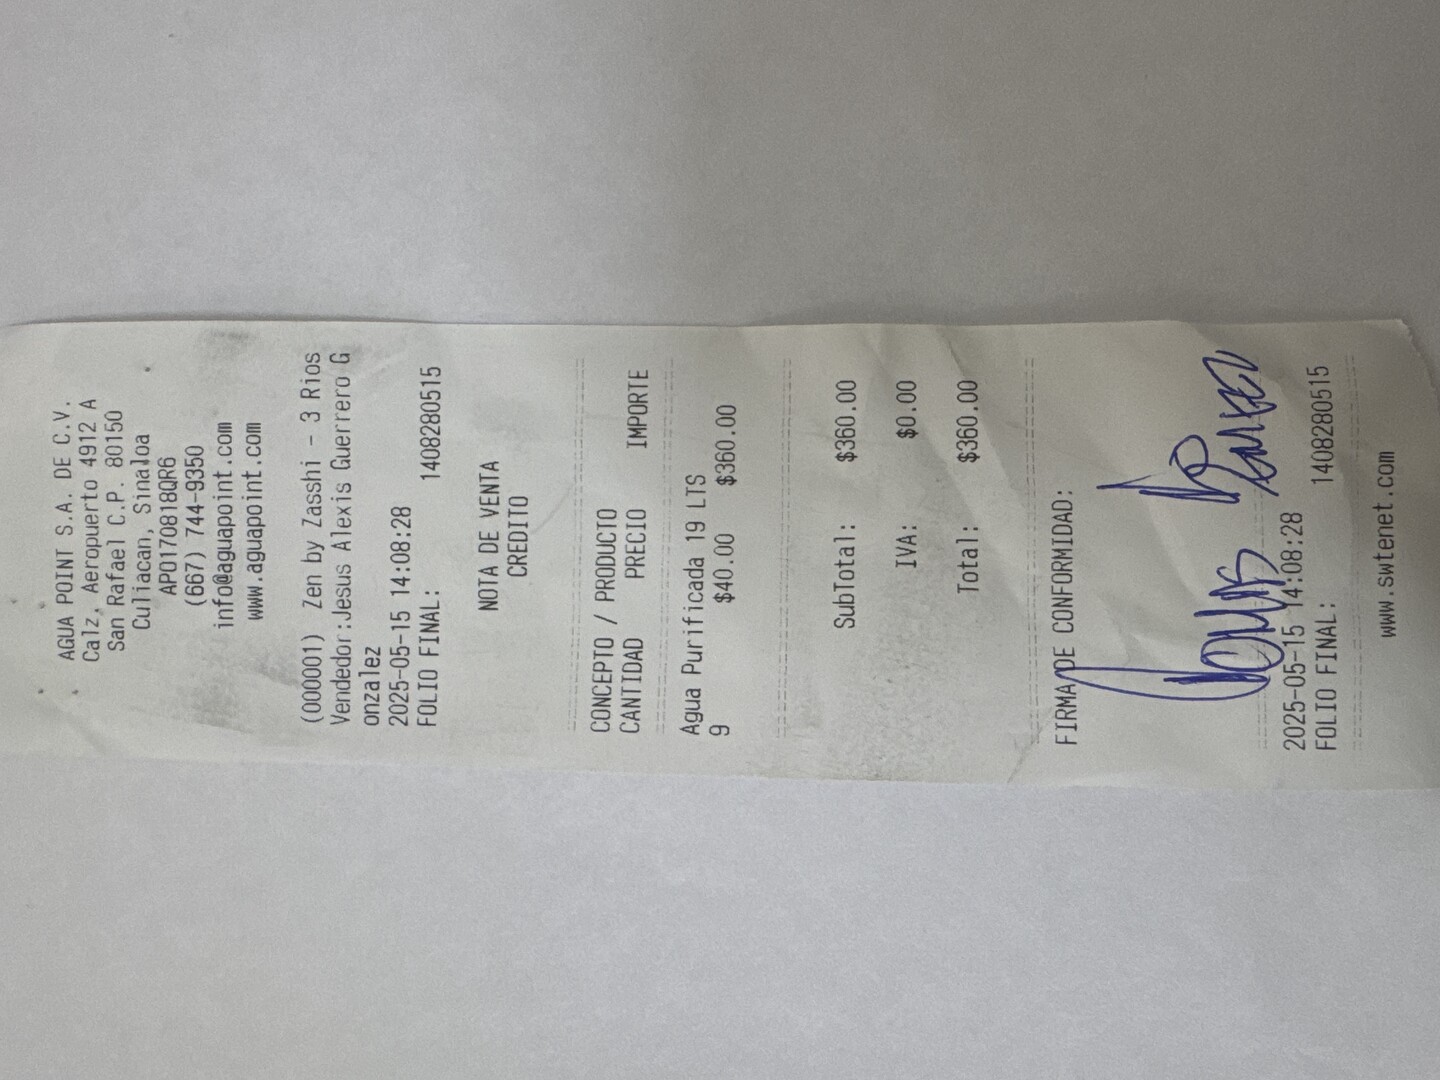 AGUA POINT S.A. DE C.V.
Calz, Aeropuerto 4912 A
San Rafael C.P. 80150
Culiacan, Sinaloa
APO170818QR6
(667) 744-9350
info@aguapoint.com
www.aguapoint.com
(000001) Zen by Zasshi - 3 Rios
Vendedor:Jesus Alexis Guerrero G
onzalez
2025-05-15 14:08:28
FOLIO FINAL: 1408280515
NOTA DE VENTA
CREDITO
CONCEPTO / PRODUCTO
CANTIDAD PRECIO IMPORTE
Agua Purificada 19 LTS
9 $40.00 $360.00
SubTotal: $360.00
IVA: $0.00
Total: $360.00
FIRMA DE CONFORMIDAD:
2025-05-15 14:08:28
FOLIO FINAL: 1408280515
www.swtenet.com